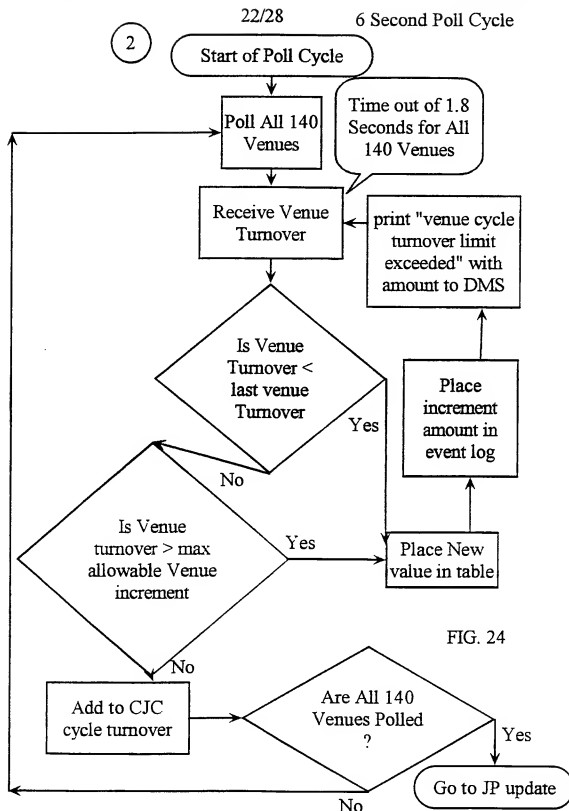 22/28
6 Second Poll Cycle
2
Start of Poll Cycle
Time out of 1.8
Seconds for All
140 Venues
Poll All 140
Venues
Receive Venue
Turnover
print "venue cycle
turnover limit
exceeded" with
amount to DMS
Is Venue
Turnover <
last venue
Turnover
Yes
No
Place
increment
amount in
event log
Is Venue
turnover > max
allowable Venue
increment
Yes
Place New
value in table
No
FIG. 24
Add to CJC
cycle turnover
Are All 140
Venues Polled
?
Yes
No
Go to JP update